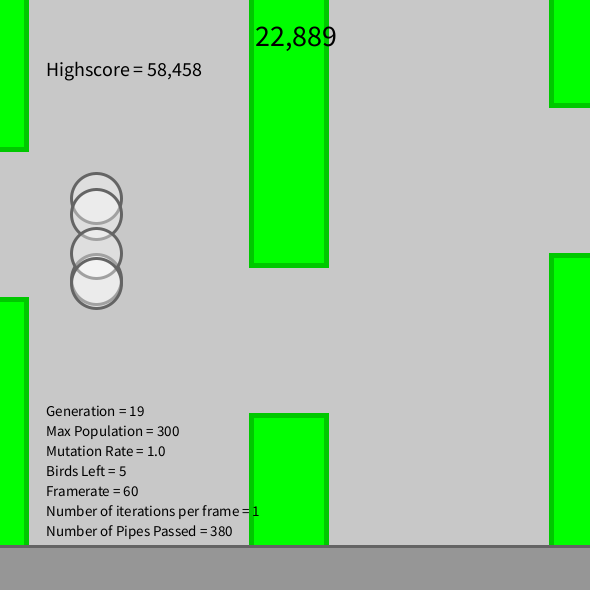 22,889
Highscore = 58,458
Generation = 19
Max Population = 300
Mutation Rate = 1.0
Birds Left = 5
Framerate = 60
Number of iterations per frame = 1
Number of Pipes Passed = 380